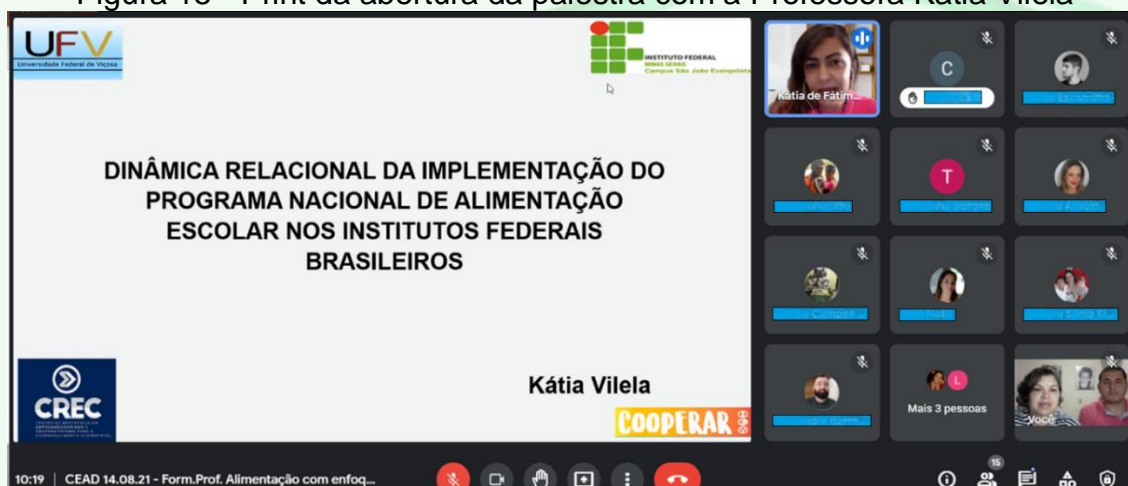 Figura 18 - Print da abertura da palestra com a Professora Kátia Vilela
UFV
Universidade Federal de Viçosa
INSTITUTO FEDERAL
MINAS GERAIS
Campus São João Evangelista
DINÂMICA RELACIONAL DA IMPLEMENTAÇÃO DO
PROGRAMA NACIONAL DE ALIMENTAÇÃO
ESCOLAR NOS INSTITUTOS FEDERAIS
BRASILEIROS
Kátia Vilela
CREC
COOPERAR
Kátia de Fátim...
C
T
L
Mais 3 pessoas
Você
10:19 | CEAD 14.08.21 - Form.Prof. Alimentação com enfoq...
15